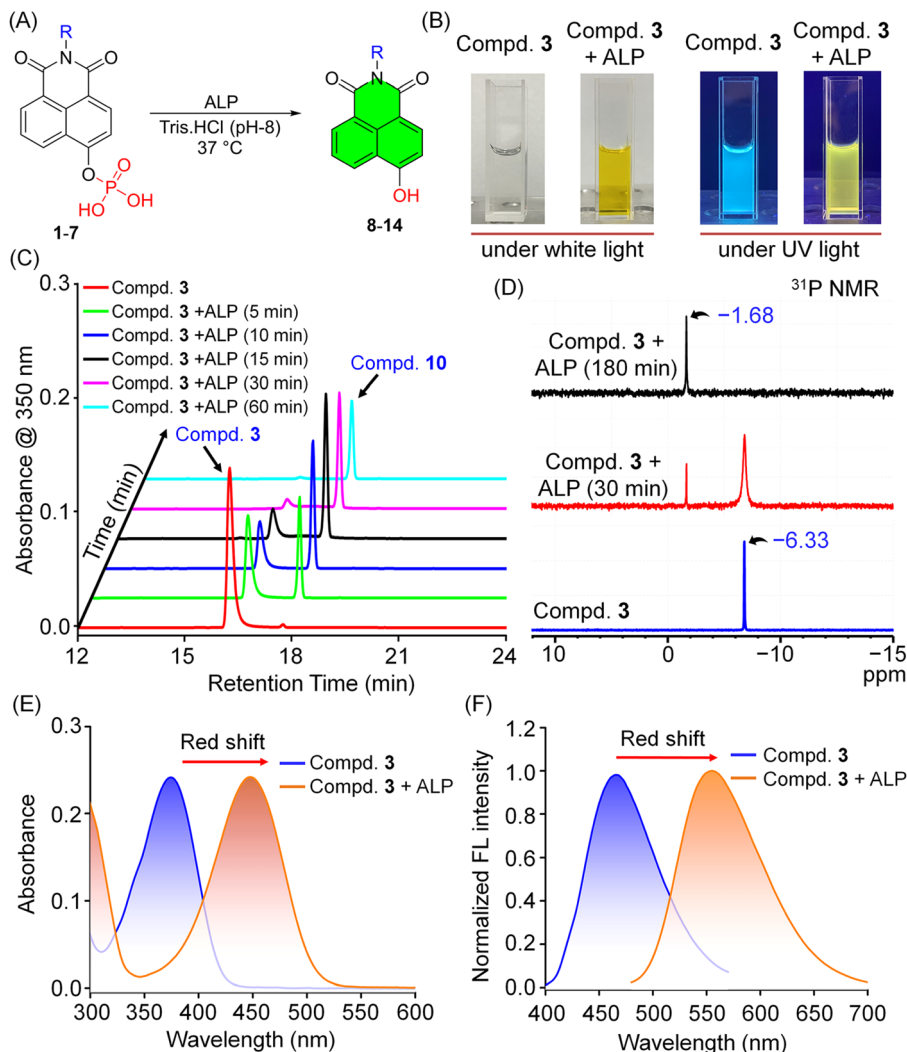 (A)
R
O
N
O
O
O
P
OH
HO
1-7
ALP
Tris.HCl (pH-8)
37 °C
R
O
N
O
OH
8-14
(B)
Compd. 3
Compd. 3
+ ALP
Compd. 3
Compd. 3
+ ALP
under white light
under UV light
(C)
Absorbance @ 350 nm
0.3
0.2
0.1
0.0
Compd. 3
Compd. 3 +ALP (5 min)
Compd. 3 +ALP (10 min)
Compd. 3 +ALP (15 min)
Compd. 3 +ALP (30 min)
Compd. 3 +ALP (60 min)
Compd. 10
Compd. 3
Time (min)
12 15 18 21 24
Retention Time (min)
(D)
31P NMR
−1.68
Compd. 3 +
ALP (180 min)
Compd. 3 +
ALP (30 min)
−6.33
Compd. 3
10 0 −10 −15
ppm
(E)
Absorbance
0.3
0.2
0.1
0.0
Red shift
Compd. 3
Compd. 3 + ALP
300 350 400 450 500 550 600
Wavelength (nm)
(F)
Normalized FL intensity
1.2
1.0
0.8
0.6
0.4
0.2
0.0
Red shift
Compd. 3
Compd. 3 + ALP
400 450 500 550 600 650 700
Wavelength (nm)